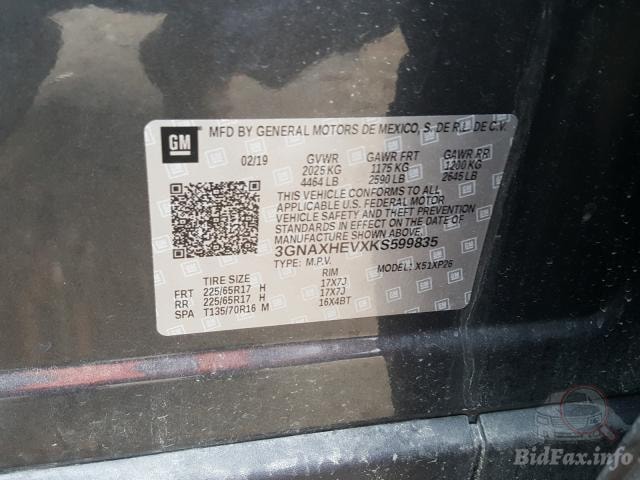 GM
MFD BY GENERAL MOTORS DE MEXICO, S. DE R.L. DE C.V.
02/19 GVWR GAWR FRT GAWR RR
2025 KG 1175 KG 1200 KG
4464 LB 2590 LB 2645 LB
THIS VEHICLE CONFORMS TO ALL
APPLICABLE U.S. FEDERAL MOTOR
VEHICLE SAFETY AND THEFT PREVENTION
STANDARDS IN EFFECT ON THE DATE OF
MANUFACTURE SHOWN ABOVE.
3GNAXHEVXKS599835
TYPE: M.P.V. MODEL: X51XP26
TIRE SIZE RIM
FRT 225/65R17 H 17X7J
RR 225/65R17 H 17X7J
SPA T135/70R16 M 16X4BT
BidFax.info